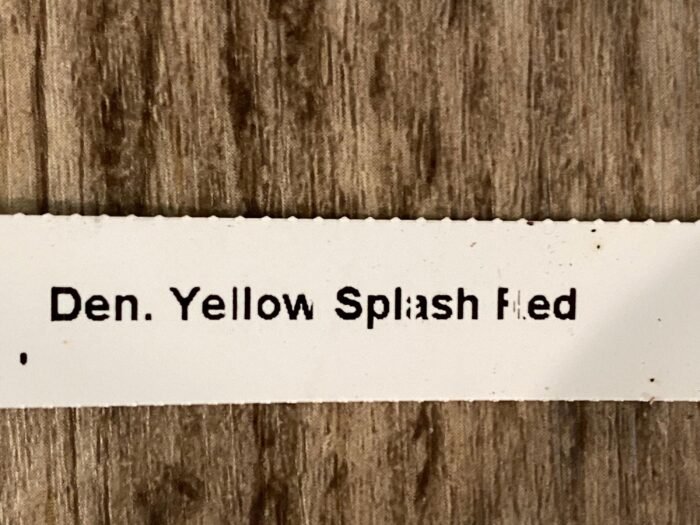 Den. Yellow Splash Red